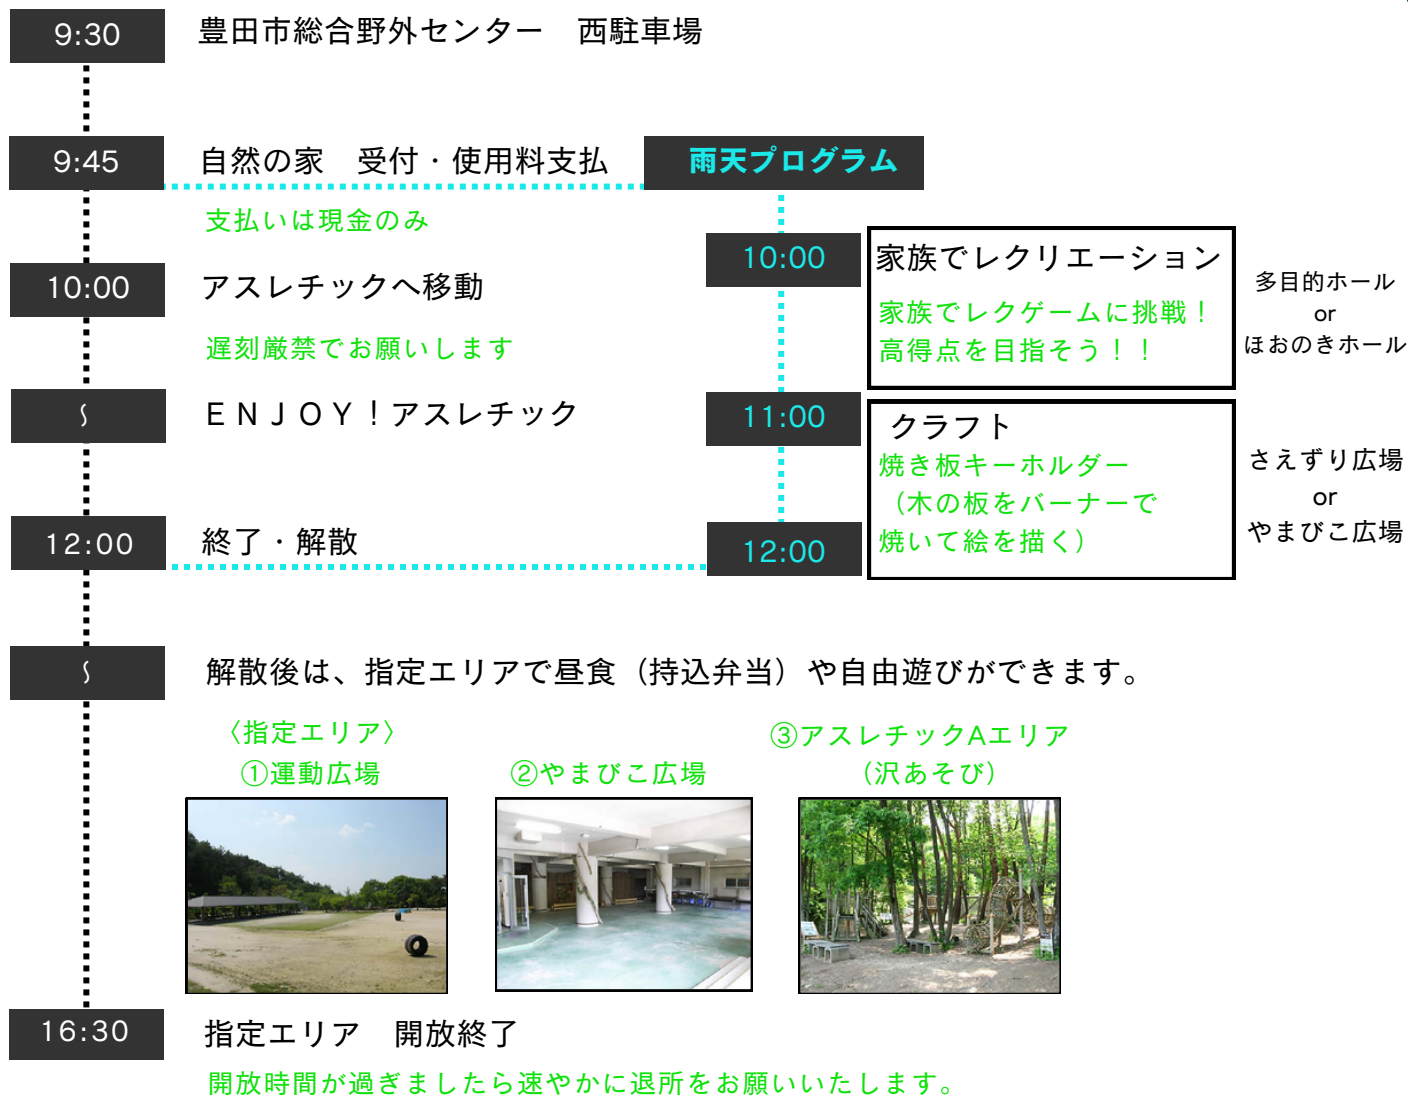 9:30
豊田市総合野外センター　西駐車場
9:45
自然の家　受付・使用料支払
支払いは現金のみ
10:00
アスレチックへ移動
遅刻厳禁でお願いします
〜
ＥＮＪＯＹ！アスレチック
12:00
終了・解散
雨天プログラム
10:00
家族でレクリエーション
家族でレクゲームに挑戦！
高得点を目指そう！！
多目的ホール
or
ほおのきホール
11:00
クラフト
焼き板キーホルダー
（木の板をバーナーで
焼いて絵を描く）
さえずり広場
or
やまびこ広場
12:00
〜
解散後は、指定エリアで昼食（持込弁当）や自由遊びができます。
〈指定エリア〉
①運動広場
②やまびこ広場
③アスレチックAエリア
（沢あそび）
16:30
指定エリア　開放終了
開放時間が過ぎましたら速やかに退所をお願いいたします。